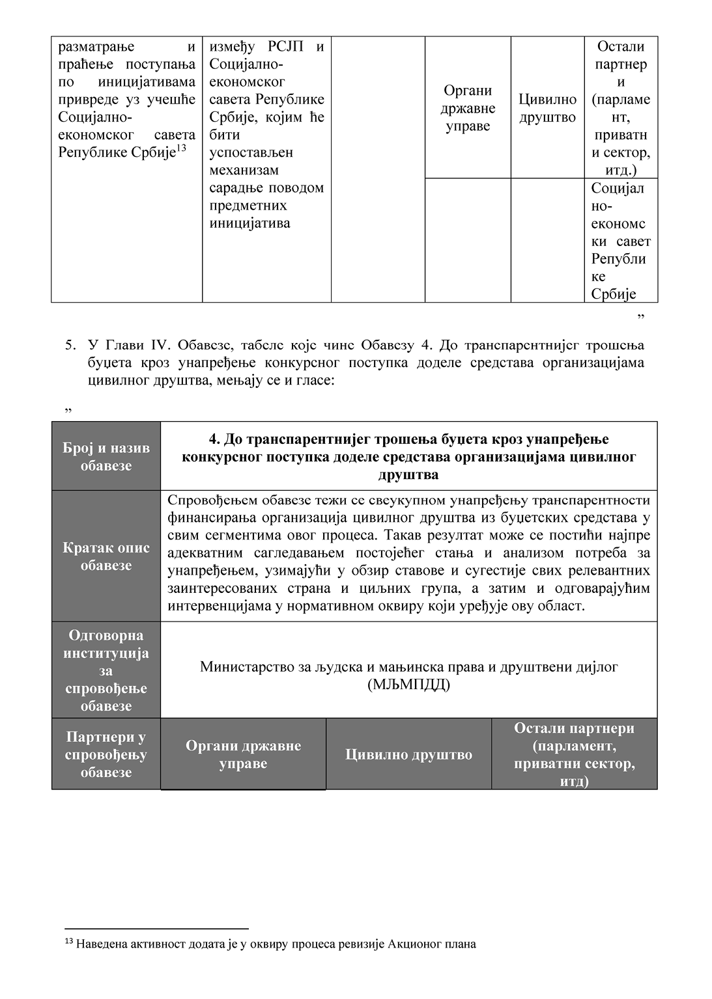 разматрање и
праћење поступања
по иницијативама
привреде уз учешће
Социјално-
економског савета
Републике Србије13
између РСЈП и
Социјално-
економског
савета Републике
Србије, којим ће
бити
успостављен
механизам
сарадње поводом
предметних
иницијатива
Органи
државне
управе
Цивилно
друштво
Остали
партнер
и
(парламе
нт,
приватн
и сектор,
итд.)
Социјал
но-
економс
ки савет
Републи
ке
Србије
”
5. У Глави IV. Обавезе, табеле које чине Обавезу 4. До транспарентнијег трошења
буџета кроз унапређење конкурсног поступка доделе средстава организацијама
цивилног друштва, мењају се и гласе:
”
Број и назив
обавезе
4. До транспарентнијег трошења буџета кроз унапређење
конкурсног поступка доделе средстава организацијама цивилног
друштва
Кратак опис
обавезе
Спровођењем обавезе тежи се свеукупном унапређењу транспарентности
финансирања организација цивилног друштва из буџетских средстава у
свим сегментима овог процеса. Такав резултат може се постићи најпре
адекватним сагледавањем постојећег стања и анализом потреба за
унапређењем, узимајући у обзир ставове и сугестије свих релевантних
заинтересованих страна и циљних група, а затим и одговарајућим
интервенцијама у нормативном оквиру који уређује ову област.
Одговорна
институција
за
спровођење
обавезе
Министарство за људска и мањинска права и друштвени дијлог
(МЉМПДД)
Партнери у
спровођењу
обавезе
Органи државне
управе
Цивилно друштво
Остали партнери
(парламент,
приватни сектор,
итд)
13 Наведена активност додата је у оквиру процеса ревизије Акционог плана